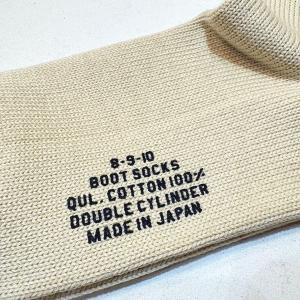 8-9-10
BOOT SOCKS
QUL. COTTON 100%
DOUBLE CYLINDER
MADE IN JAPAN